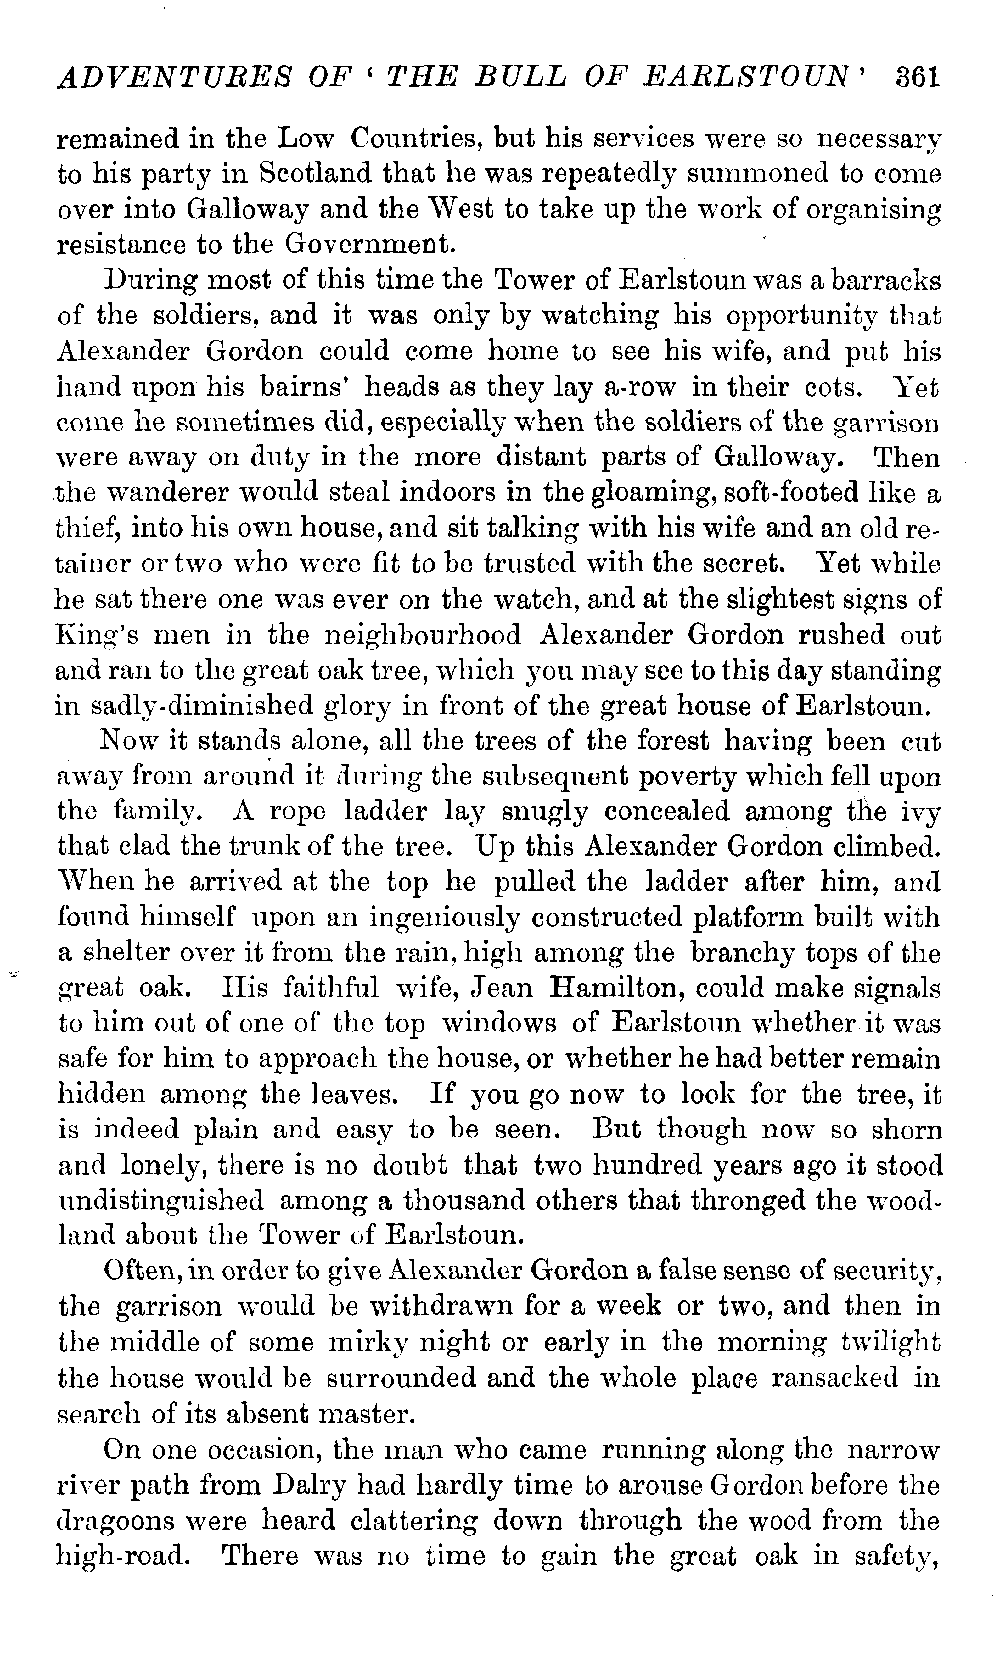 ADVENTURES OF ‘ THE BULL OF EARLSTOUN ’ 361
remained in the Low Countries, but his services were so necessary
to his party in Scotland that he was repeatedly summoned to come
over into Galloway and the West to take up the work of organising
resistance to the Government.
During most of this time the Tower of Earlstoun was a barracks
of the soldiers, and it was only by watching his opportunity that
Alexander Gordon could come home to see his wife, and put his
hand upon his bairns’ heads as they lay a-row in their cots. Yet
come he sometimes did, especially when the soldiers of the garrison
were away on duty in the more distant parts of Galloway. Then
the wanderer would steal indoors in the gloaming, soft-footed like a
thief, into his own house, and sit talking with his wife and an old re-
tainer or two who were fit to be trusted with the secret. Yet while
he sat there one was ever on the watch, and at the slightest signs of
King’s men in the neighbourhood Alexander Gordon rushed out
and ran to the great oak tree, which you may see to this day standing
in sadly-diminished glory in front of the great house of Earlstoun.
Now it stands alone, all the trees of the forest having been cut
away from around it during the subsequent poverty which fell upon
the family. A rope ladder lay snugly concealed among the ivy
that clad the trunk of the tree. Up this Alexander Gordon climbed.
When he arrived at the top he pulled the ladder after him, and
found himself upon an ingeniously constructed platform built with
a shelter over it from the rain, high among the branchy tops of the
great oak. His faithful wife, Jean Hamilton, could make signals
to him out of one of the top windows of Earlstoun whether it was
safe for him to approach the house, or whether he had better remain
hidden among the leaves. If you go now to look for the tree, it
is indeed plain and easy to be seen. But though now so shorn
and lonely, there is no doubt that two hundred years ago it stood
undistinguished among a thousand others that thronged the wood-
land about the Tower of Earlstoun.
Often, in order to give Alexander Gordon a false sense of security,
the garrison would be withdrawn for a week or two, and then in
the middle of some mirky night or early in the morning twilight
the house would be surrounded and the whole place ransacked in
search of its absent master.
On one occasion, the man who came running along the narrow
river path from Dalry had hardly time to arouse Gordon before the
dragoons were heard clattering down through the wood from the
high-road. There was no time to gain the great oak in safety,